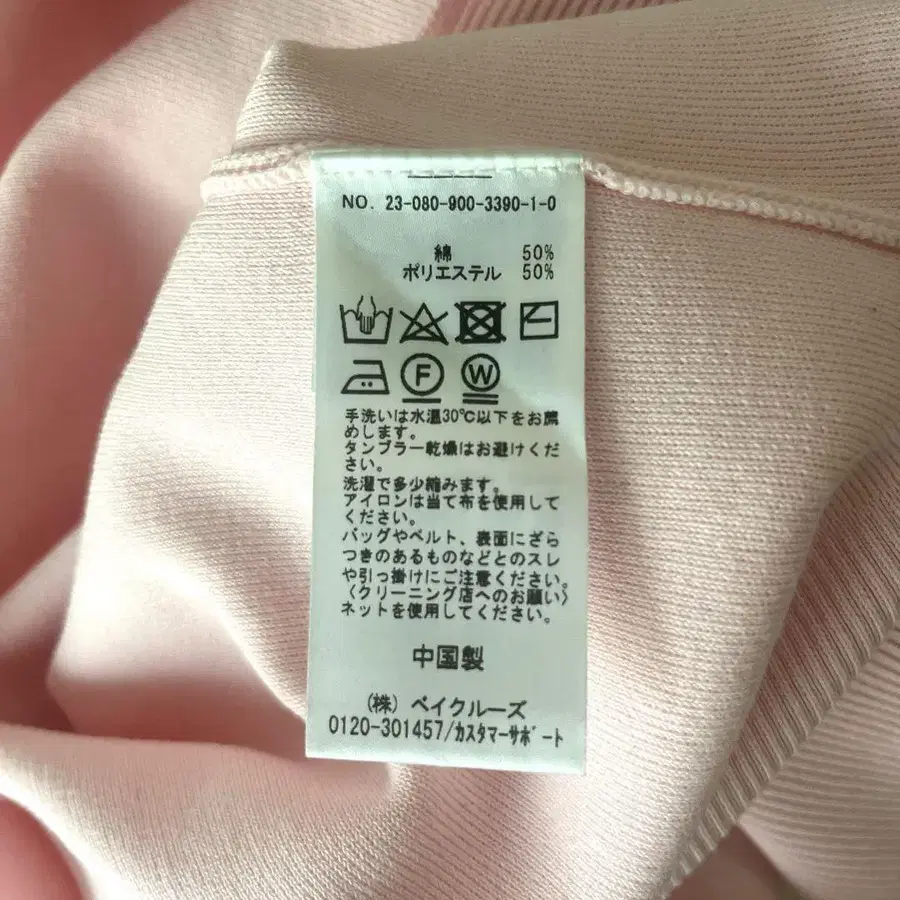 NO. 23-080-900-3390-1-0
綿 50%
ポリエステル 50%
F W
手洗いは水温30℃以下をお薦
めします。
タンブラー乾燥はお避けくだ
さい。
洗濯で多少縮みます。
アイロンは当て布を使用して
ください。
バッグやベルト、表面にざら
つきのあるものなどとのスレ
や引っ掛けにご注意ください。
〈クリーニング店へのお願い〉
ネットを使用してください。
中国製
(株) ベイクルーズ
0120-301457/カスタマーサポート